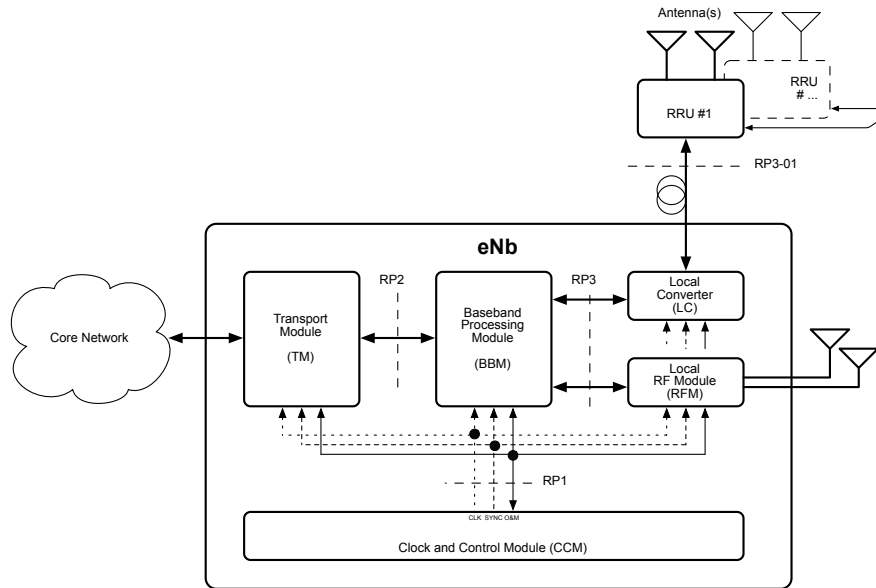 Antenna(s)
RRU
# ...
RRU #1
RP3-01
eNb
RP2
RP3
Core Network
Transport
Module
(TM)
Baseband
Processing
Module
(BBM)
Local
Converter
(LC)
Local
RF Module
(RFM)
RP1
CLK SYNC O&M
Clock and Control Module (CCM)